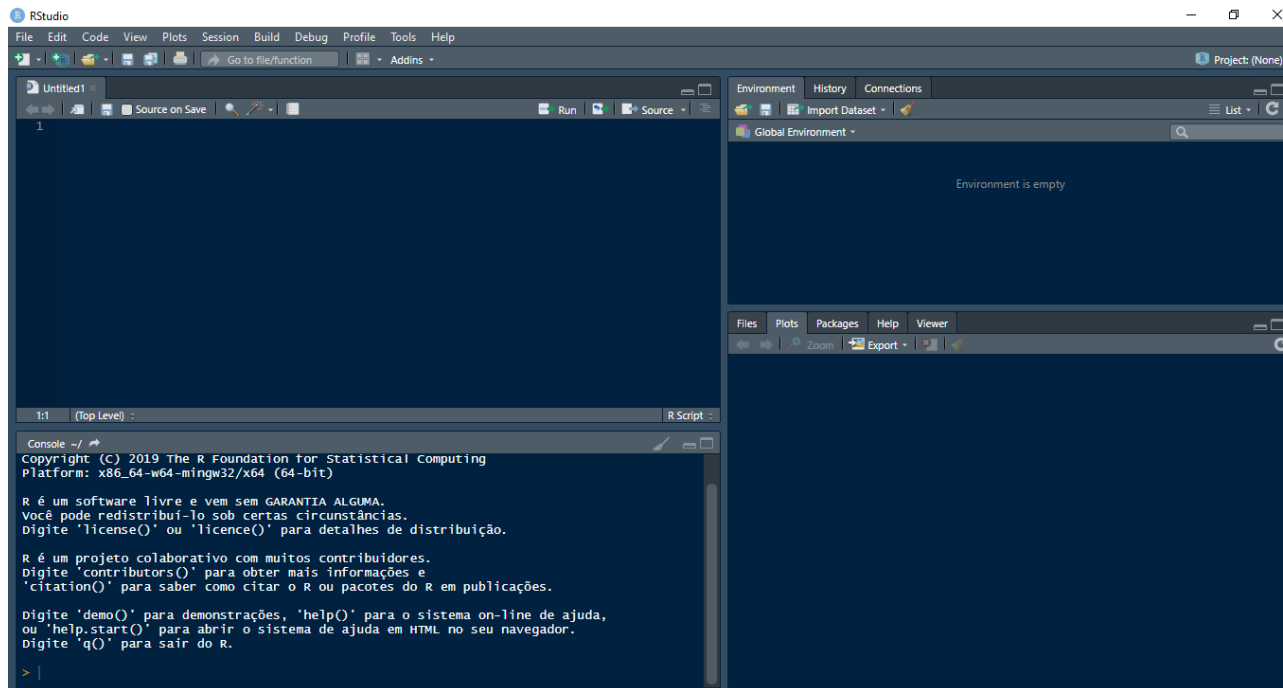 RStudio
File Edit Code View Plots Session Build Debug Profile Tools Help
Go to file/function Addins Project: (None)
Untitled1
Source on Save Run Source
1
1:1 (Top Level) R Script
Console ~/
Copyright (C) 2019 The R Foundation for Statistical Computing
Platform: x86_64-w64-mingw32/x64 (64-bit)
R é um software livre e vem sem GARANTIA ALGUMA.
Você pode redistribuí-lo sob certas circunstâncias.
Digite 'license()' ou 'licence()' para detalhes de distribuição.
R é um projeto colaborativo com muitos contribuidores.
Digite 'contributors()' para obter mais informações e
'citation()' para saber como citar o R ou pacotes do R em publicações.
Digite 'demo()' para demonstrações, 'help()' para o sistema on-line de ajuda,
ou 'help.start()' para abrir o sistema de ajuda em HTML no seu navegador.
Digite 'q()' para sair do R.
>
Environment History Connections
Import Dataset List
Global Environment
Environment is empty
Files Plots Packages Help Viewer
Zoom Export